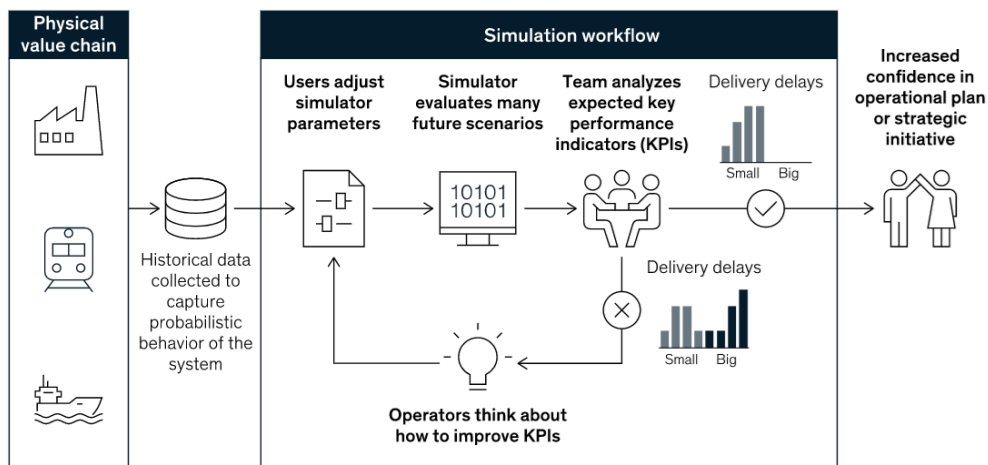 Physical
value chain
Simulation workflow
Historical data
collected to
capture
probabilistic
behavior of the
system
Users adjust
simulator
parameters
Simulator
evaluates many
future scenarios
10101
10101
Team analyzes
expected key
performance
indicators (KPIs)
Delivery delays
Small Big
Delivery delays
Small Big
Operators think about
how to improve KPIs
Increased
confidence in
operational plan
or strategic
initiative